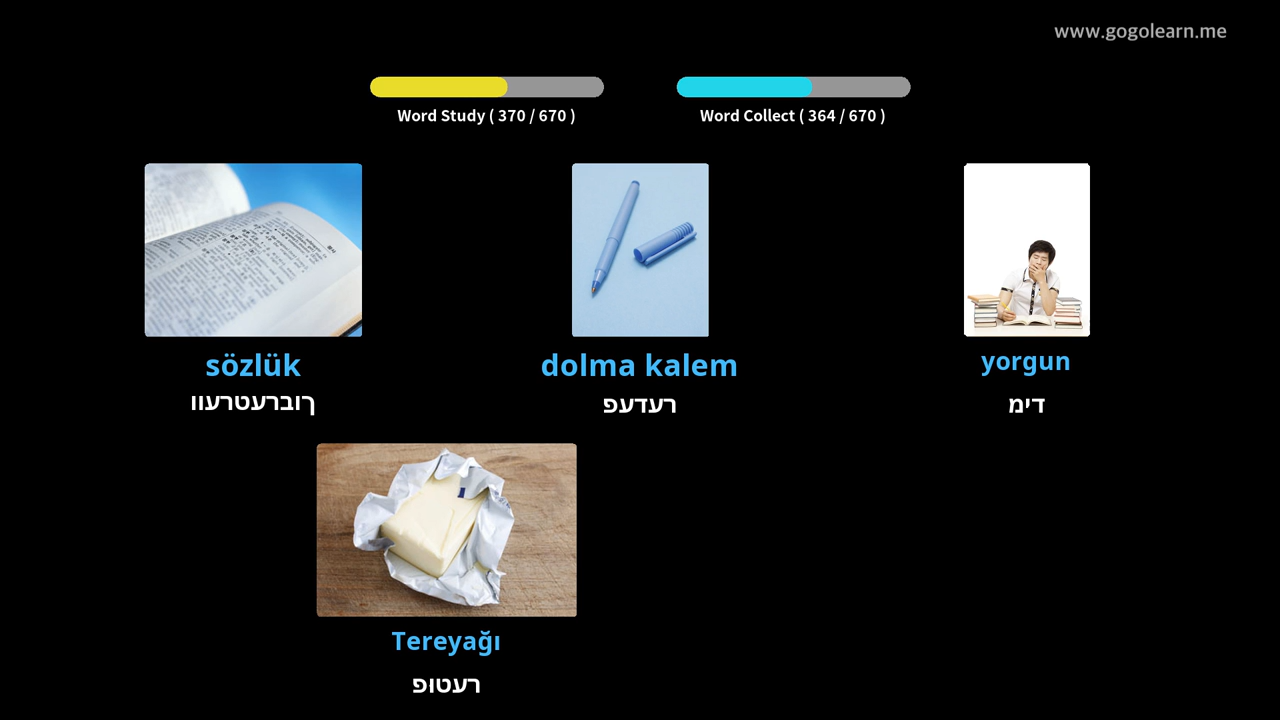 www.gogolearn.me
Word Study ( 370 / 670 )
Word Collect ( 364 / 670 )
sözlük
ווערטערבוך
dolma kalem
פעדער
yorgun
מיד
Tereyağı
פּוטער